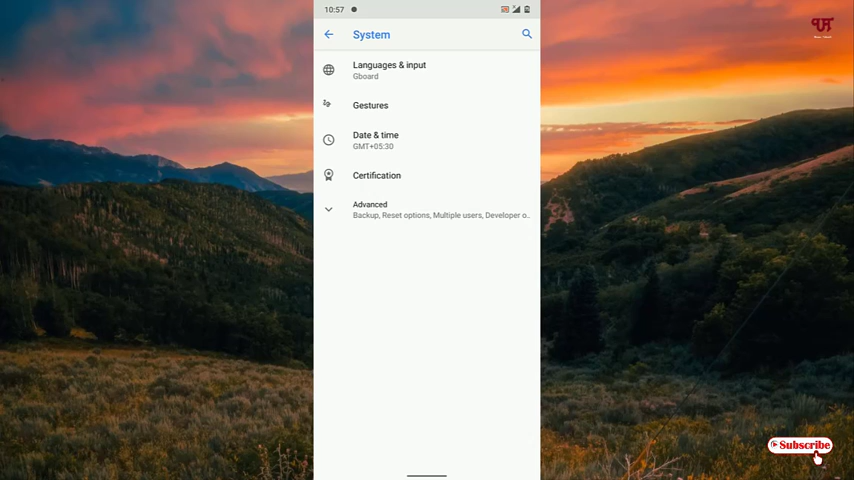 10:57
System
Languages & input
Gboard
Gestures
Date & time
GMT+05:30
Certification
Advanced
Backup, Reset options, Multiple users, Developer o..
Subscribe